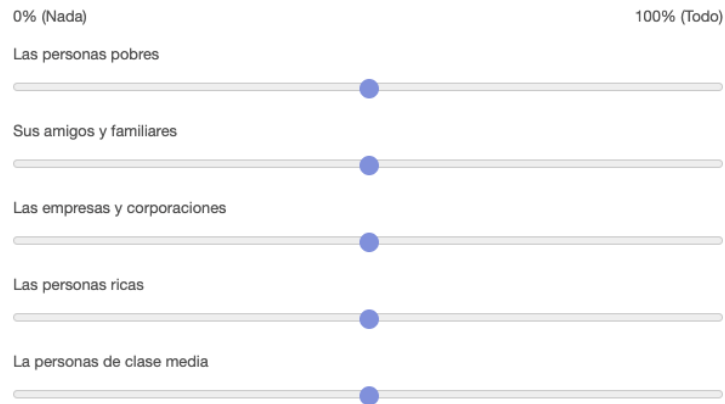 0% (Nada) 100% (Todo)
Las personas pobres
Sus amigos y familiares
Las empresas y corporaciones
Las personas ricas
La personas de clase media